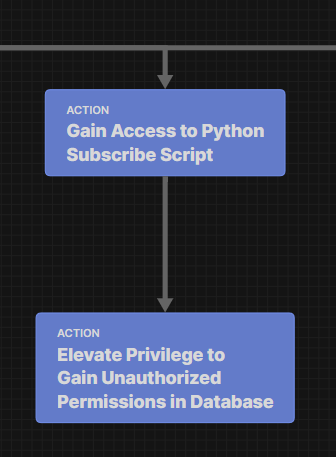 ACTION
Gain Access to Python
Subscribe Script
ACTION
Elevate Privilege to
Gain Unauthorized
Permissions in Database